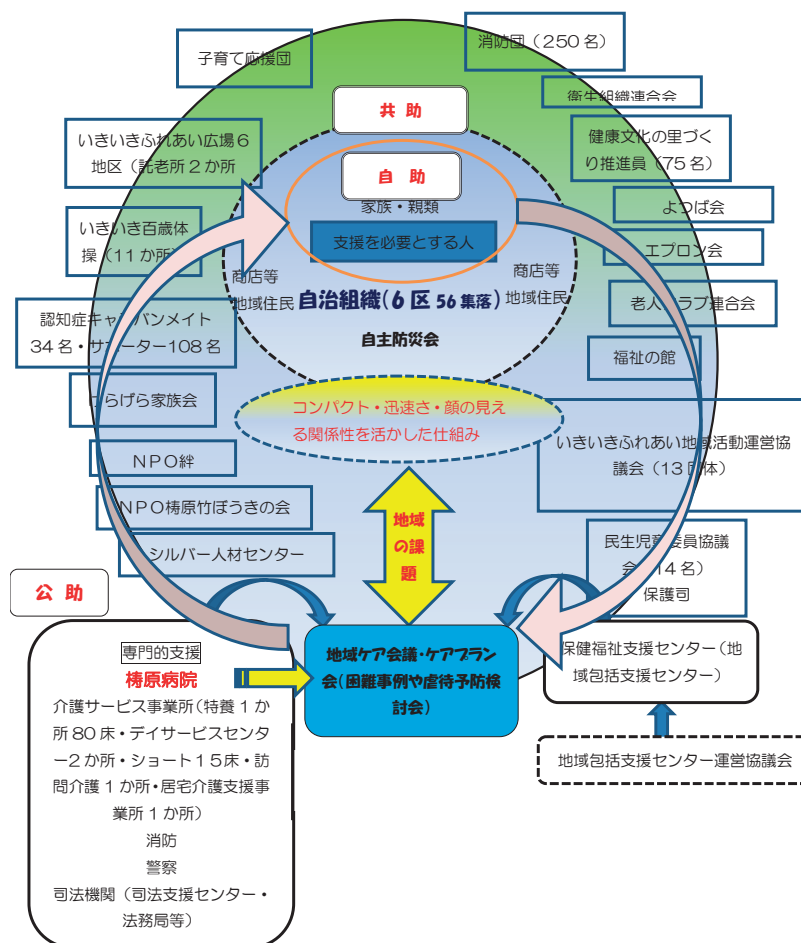 消防団（250名）
子育て応援団
衛生組織連合会
共 助
いきいきふれあい広場6
地区（託老所2か所
健康文化の里づく
り推進員（75名）
自 助
家族・親類
支援を必要とする人
よつば会
いきいき百歳体
操（11か所）
エプロン会
商店等
地域住民
商店等
地域住民
自治組織(6区56集落)
老人クラブ連合会
自主防災会
認知症キャラバンメイト
34名・サポーター108名
福祉の館
げらげら家族会
コンパクト・迅速さ・顔の見え
る関係性を活かした仕組み
いきいきふれあい地域活動運営協
議会（13団体）
NPO絆
NPO梼原竹ぼうきの会
地域
の課
題
シルバー人材センター
民生児童委員協議
会（14名）
保護司
公 助
専門的支援
梼原病院
介護サービス事業所(特養1か
所80床・デイサービスセンタ
ー2か所・ショート15床・訪
問介護1か所・居宅介護支援事
業所1か所)
消防
警察
司法機関（司法支援センター・
法務局等）
地域ケア会議・ケアプラン
会(困難事例や虐待予防検
討会)
保健福祉支援センター(地
域包括支援センター)
地域包括支援センター運営協議会